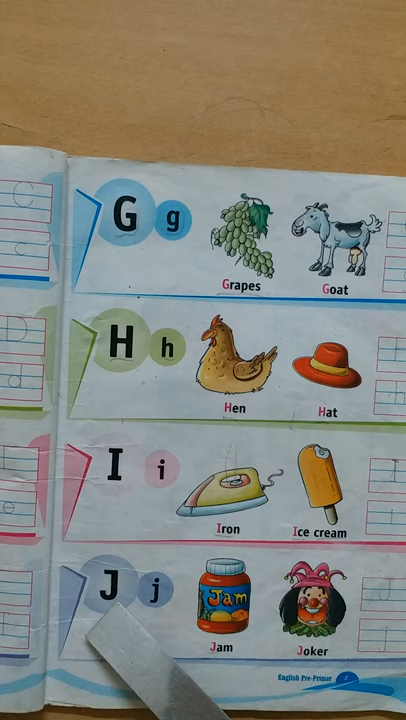 G g
Grapes Goat
H h
Hen Hat
I i
Iron Ice cream
J j
Jam
Jam Joker
English Pre-Primer